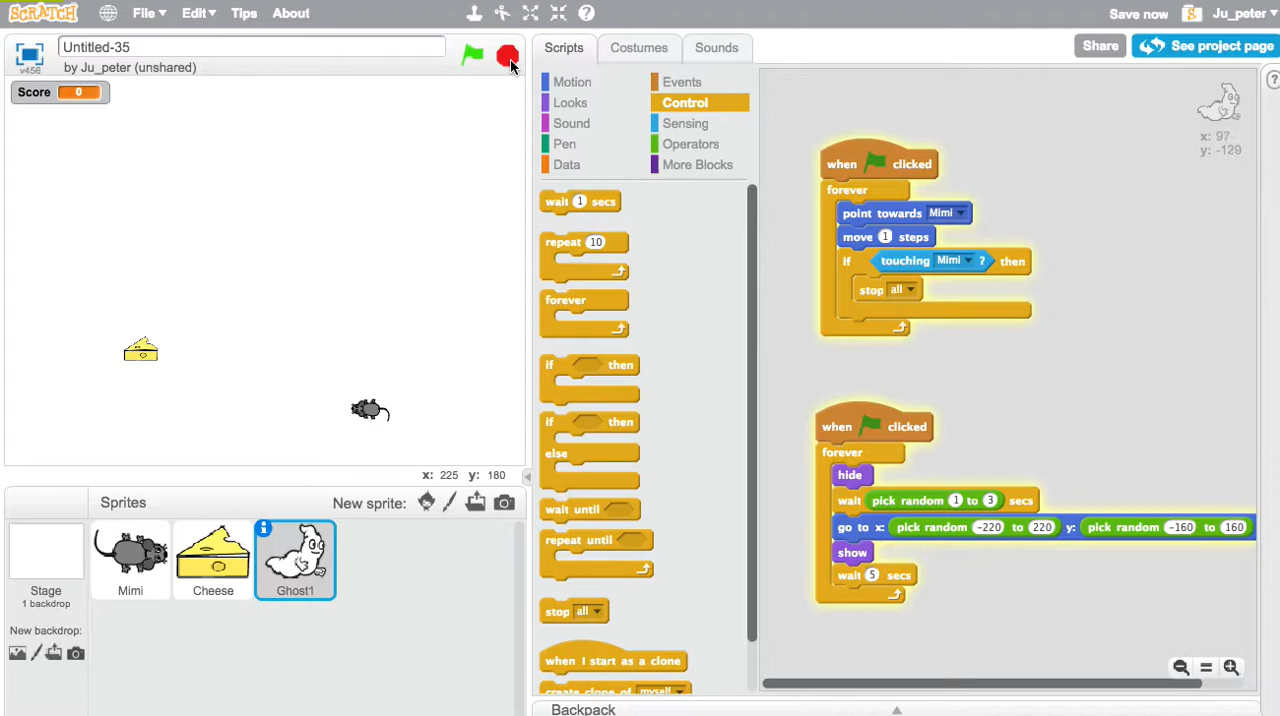 SCRATCH File Edit Tips About Save now Ju_peter
Untitled-35
by Ju_peter (unshared)
v456
Scripts Costumes Sounds
Share See project page
Score 0
Motion Events
Looks Control
Sound Sensing
Pen Operators
Data More Blocks
wait 1 secs
repeat 10
forever
if then
if then
else
wait until
repeat until
stop all
when I start as a clone
create clone of myself
x: 97
y: -129
when clicked
forever
point towards Mimi
move 1 steps
if touching Mimi ? then
stop all
when clicked
forever
hide
wait pick random 1 to 3 secs
go to x: pick random -220 to 220 y: pick random -160 to 160
show
wait 5 secs
x: 225 y: 180
Sprites New sprite:
Stage
1 backdrop
New backdrop:
Mimi Cheese Ghost1
Backpack